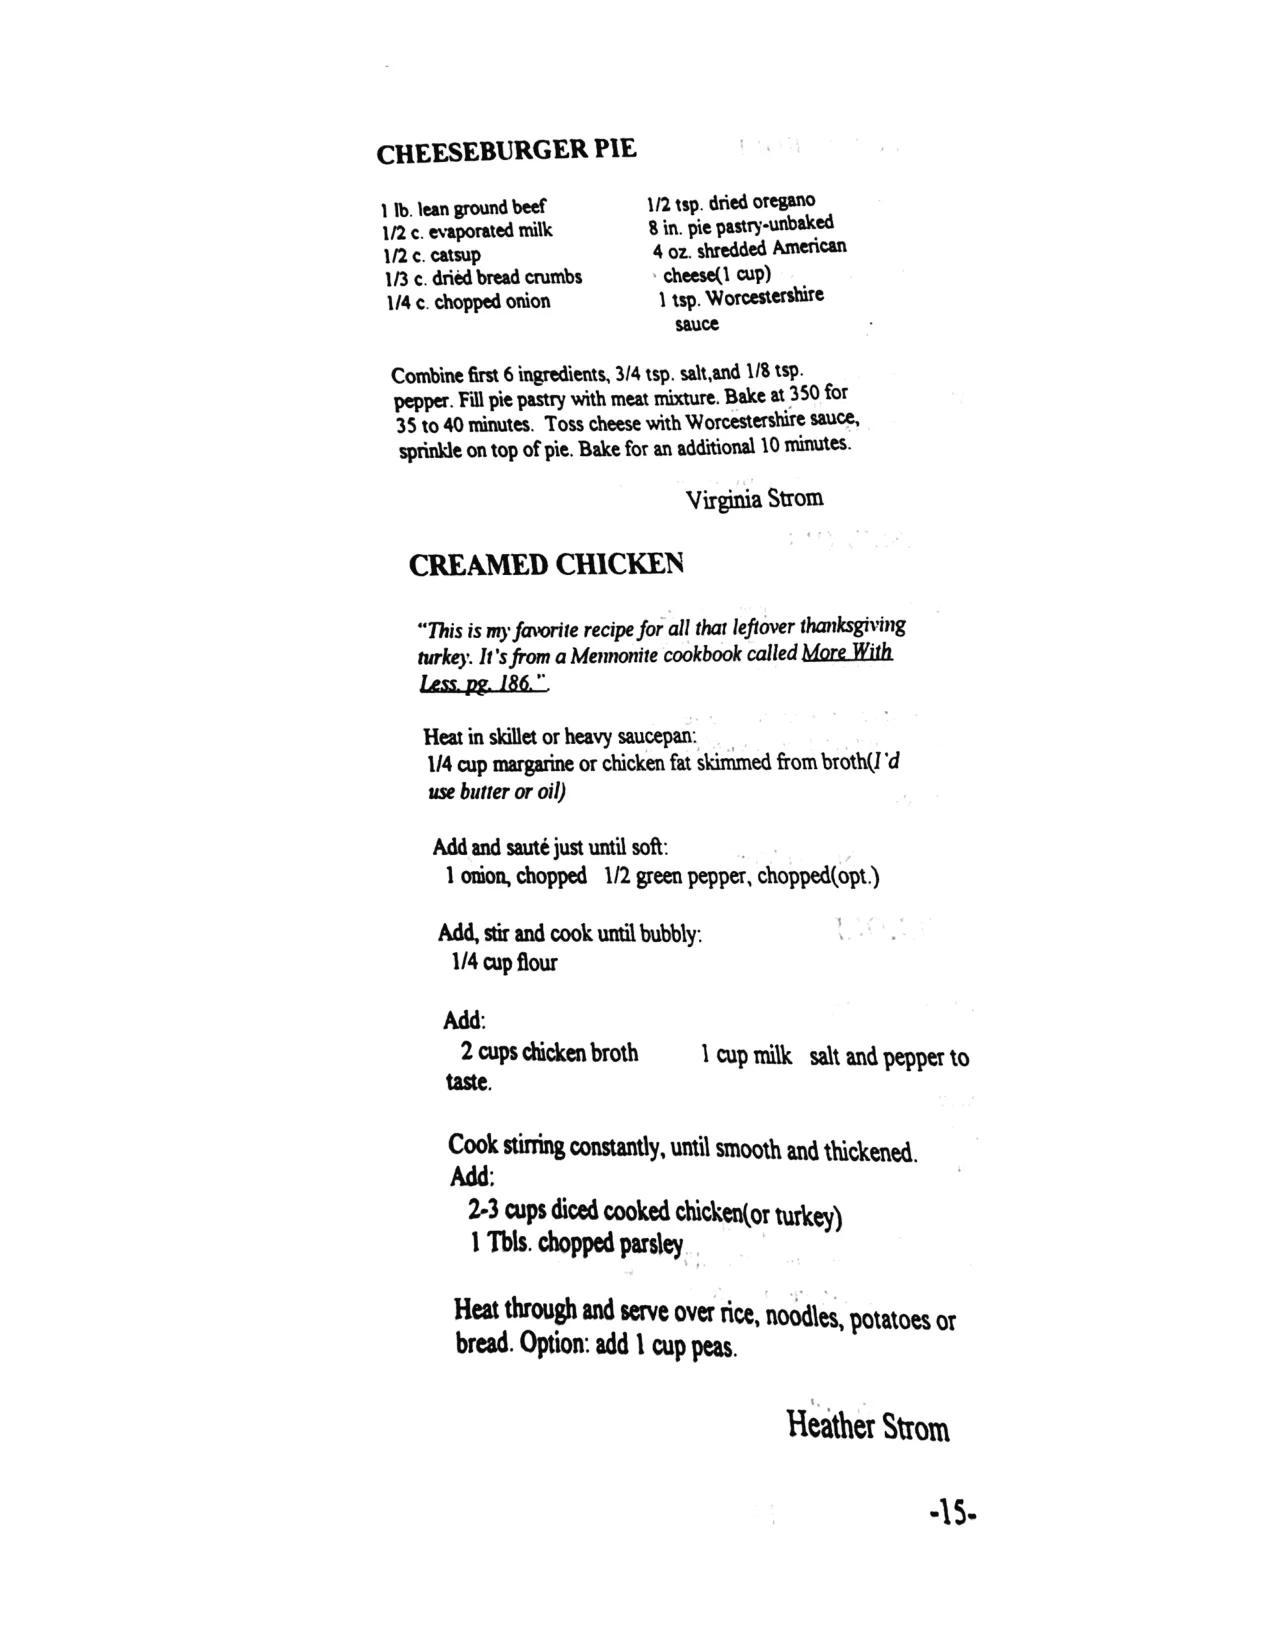 CHEESEBURGER PIE
1 lb. lean ground beef
1/2 c. evaporated milk
1/2 c. catsup
1/3 c. dried bread crumbs
1/4 c. chopped onion
1/2 tsp. dried oregano
8 in. pie pastry-unbaked
4 oz. shredded American
cheese(1 cup)
1 tsp. Worcestershire
sauce
Combine first 6 ingredients, 3/4 tsp. salt,and 1/8 tsp.
pepper. Fill pie pastry with meat mixture. Bake at 350 for
35 to 40 minutes. Toss cheese with Worcestershire sauce,
sprinkle on top of pie. Bake for an additional 10 minutes.
Virginia Strom
CREAMED CHICKEN
“This is my favorite recipe for all that leftover thanksgiving
turkey. It's from a Mennonite cookbook called More With
Less. pg. 186.”.
Heat in skillet or heavy saucepan:
1/4 cup margarine or chicken fat skimmed from broth(I'd
use butter or oil)
Add and sauté just until soft:
1 onion, chopped 1/2 green pepper, chopped(opt.)
Add, stir and cook until bubbly:
1/4 cup flour
Add:
2 cups chicken broth 1 cup milk salt and pepper to
taste.
Cook stirring constantly, until smooth and thickened.
Add:
2-3 cups diced cooked chicken(or turkey)
1 Tbls. chopped parsley
Heat through and serve over rice, noodles, potatoes or
bread. Option: add 1 cup peas.
Heather Strom
-15-